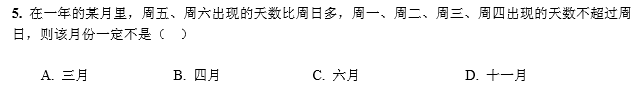 5. 在一年的某月里，周五、周六出现的天数比周日多，周一、周二、周三、周四出现的天数不超过周
日，则该月份一定不是（ ）
A. 三月 B. 四月 C. 六月 D. 十一月